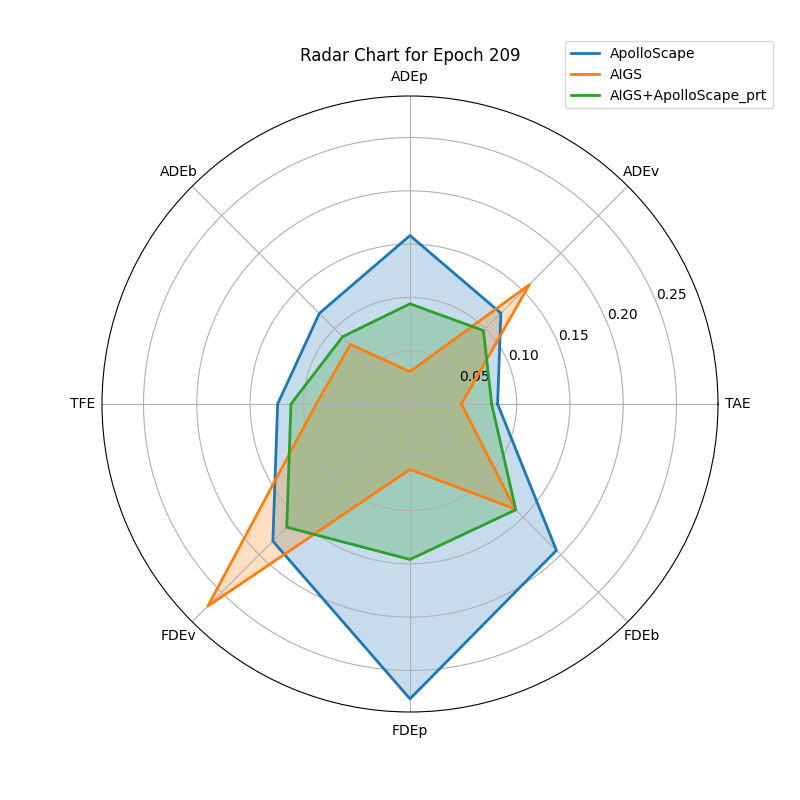 Radar Chart for Epoch 209
ApolloScape
AIGS
AIGS+ApolloScape_prt
ADEp
ADEb
ADEv
0.25
0.20
0.15
0.10
0.05
TFE
TAE
FDEv
FDEb
FDEp